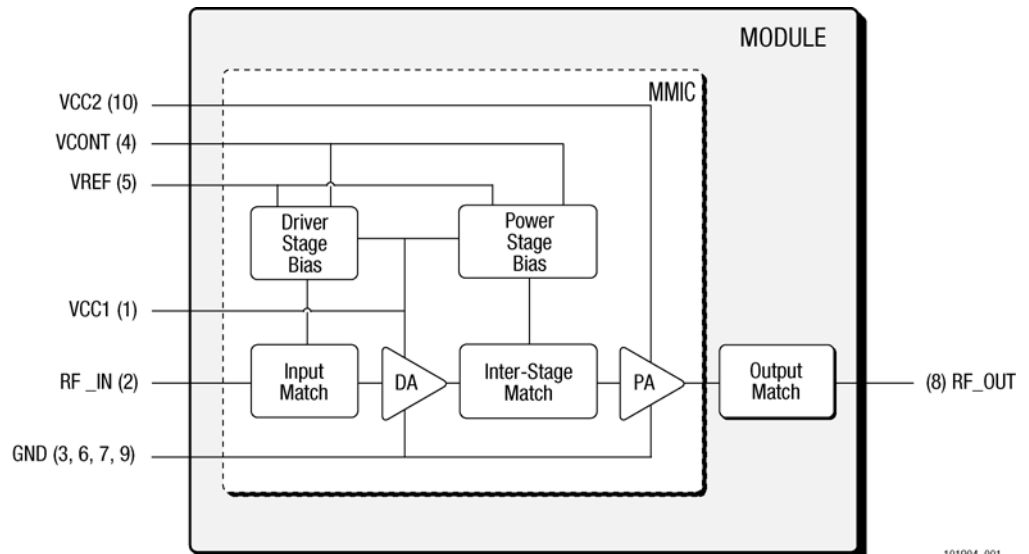 MODULE
MMIC
VCC2 (10)
VCONT (4)
VREF (5)
Driver
Stage
Bias
Power
Stage
Bias
VCC1 (1)
RF _IN (2)
Input
Match
DA
Inter-Stage
Match
PA
Output
Match
(8) RF_OUT
GND (3, 6, 7, 9)